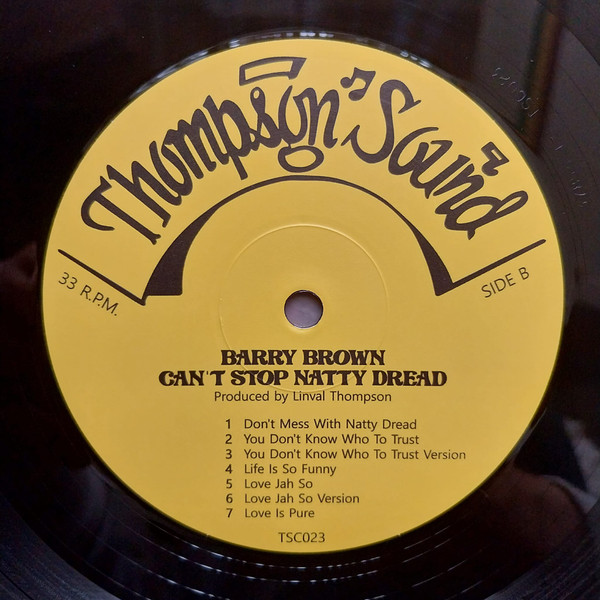 Thompson Sound
33 R.P.M.
SIDE B
BARRY BROWN
CAN'T STOP NATTY DREAD
Produced by Linval Thompson
1 Don't Mess With Natty Dread
2 You Don't Know Who To Trust
3 You Don't Know Who To Trust Version
4 Life Is So Funny
5 Love Jah So
6 Love Jah So Version
7 Love Is Pure
TSC023